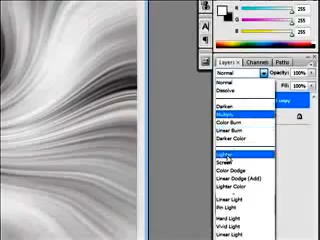 R 255
G 255
B 255
A
Layers × Channels Paths
Normal Opacity: 100%
Normal
Dissolve
Fill: 100%
copy
Darken
Multiply
Color Burn
Linear Burn
Darker Color
Lighten
Screen
Color Dodge
Linear Dodge (Add)
Lighter Color
Linear Light
Pin Light
Hard Light
Vivid Light
Linear Light